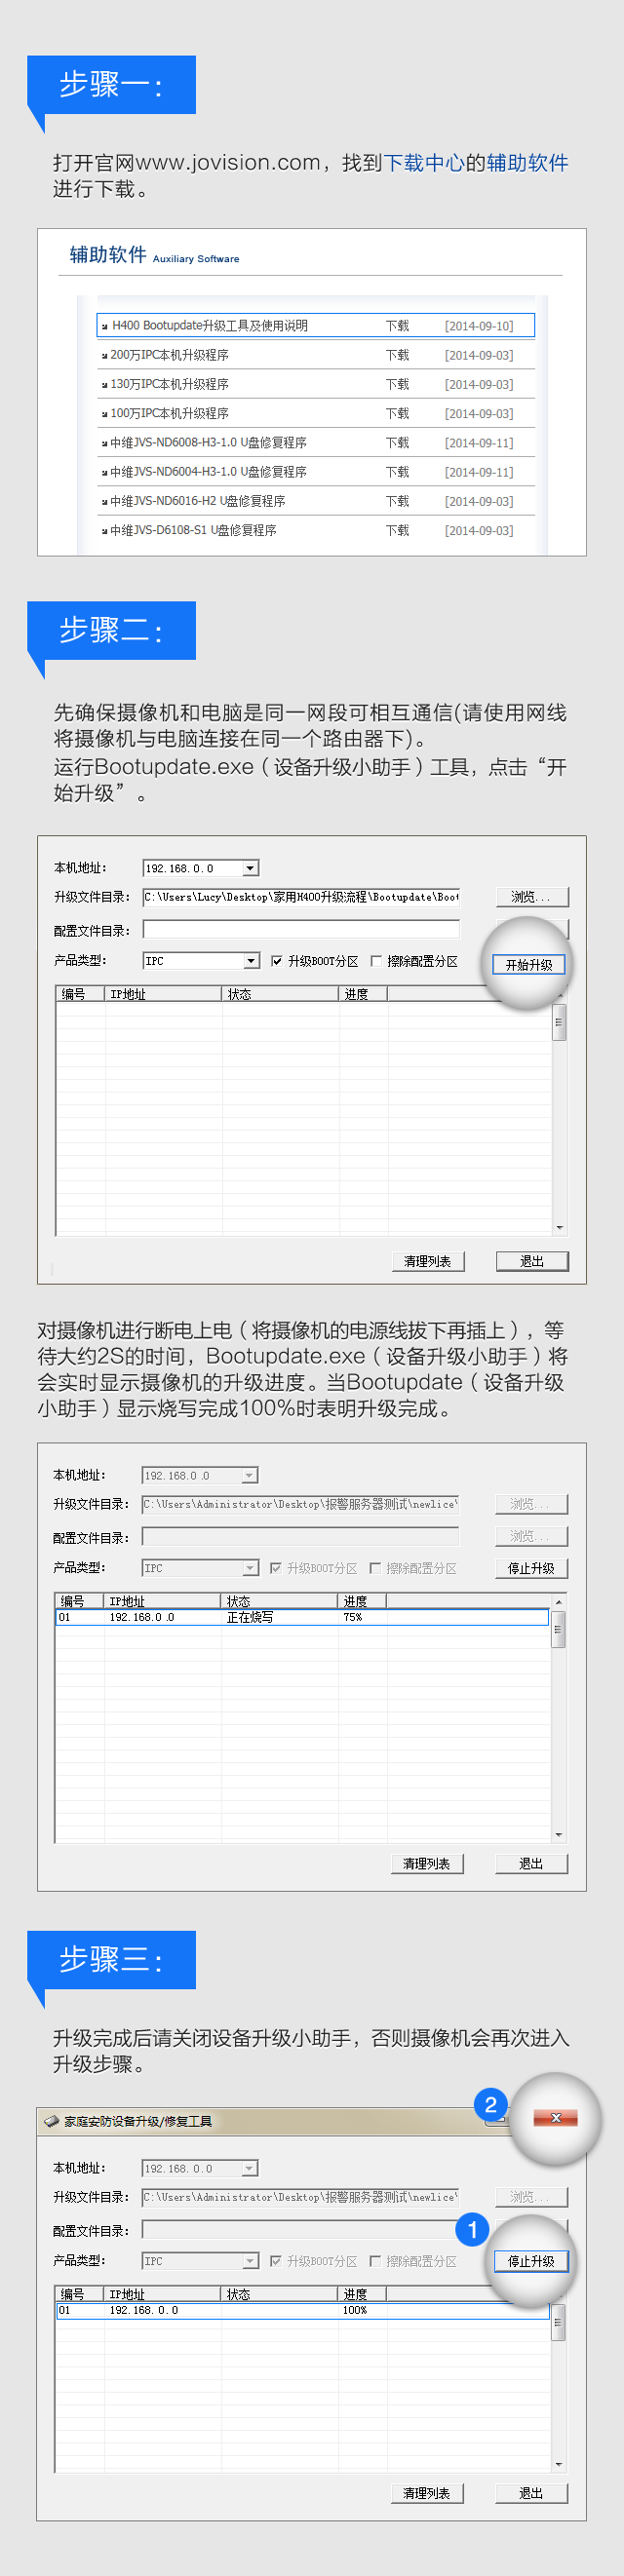 步骤一：
打开官网www.jovision.com，找到下载中心的辅助软件
进行下载。
辅助软件 Auxiliary Software
H400 Bootupdate升级工具及使用说明 下载 [2014-09-10]
200万IPC本机升级程序 下载 [2014-09-03]
130万IPC本机升级程序 下载 [2014-09-03]
100万IPC本机升级程序 下载 [2014-09-03]
中维JVS-ND6008-H3-1.0 U盘修复程序 下载 [2014-09-11]
中维JVS-ND6004-H3-1.0 U盘修复程序 下载 [2014-09-11]
中维JVS-ND6016-H2 U盘修复程序 下载 [2014-09-03]
中维JVS-D6108-S1 U盘修复程序 下载 [2014-09-03]
步骤二：
先确保摄像机和电脑是同一网段可相互通信(请使用网线
将摄像机与电脑连接在同一个路由器下)。
运行Bootupdate.exe（设备升级小助手）工具，点击“开
始升级”。
本机地址： 192.168.0.0
升级文件目录： C:\Users\Lucy\Desktop\家用H400升级流程\Bootupdate\Boot 浏览...
配置文件目录：
产品类型： IPC 升级BOOT分区 擦除配置分区 开始升级
编号 IP地址 状态 进度
清理列表 退出
对摄像机进行断电上电（将摄像机的电源线拔下再插上），等
待大约2S的时间，Bootupdate.exe（设备升级小助手）将
会实时显示摄像机的升级进度。当Bootupdate（设备升级
小助手）显示烧写完成100%时表明升级完成。
本机地址： 192.168.0 .0
升级文件目录： C:\Users\Administrator\Desktop\报警服务器测试\newlice\ 浏览...
配置文件目录： 浏览...
产品类型： IPC 升级BOOT分区 擦除配置分区 停止升级
编号 IP地址 状态 进度
01 192.168.0 .0 正在烧写 75%
清理列表 退出
步骤三：
升级完成后请关闭设备升级小助手，否则摄像机会再次进入
升级步骤。
家庭安防设备升级/修复工具 2 x
本机地址： 192.168.0.0
升级文件目录： C:\Users\Administrator\Desktop\报警服务器测试\newlice\ 浏览...
配置文件目录： 1
产品类型： IPC 升级BOOT分区 擦除配置分区 停止升级
编号 IP地址 状态 进度
01 192.168.0.0 100%
清理列表 退出